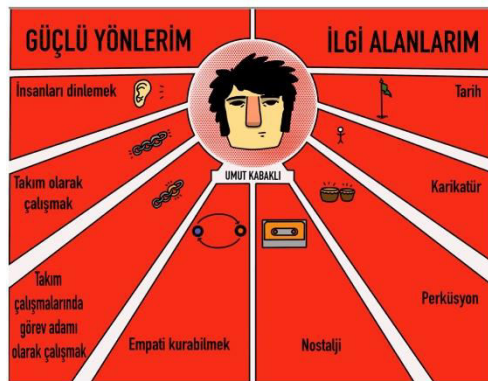 GÜÇLÜ YÖNLERİM
İnsanları dinlemek
Takım olarak
çalışmak
Takım
çalışmalarında
görev adamı
olarak çalışmak
Empati kurabilmek
UMUT KABAKLI
İLGİ ALANLARIM
Tarih
Karikatür
Perküsyon
Nostalji